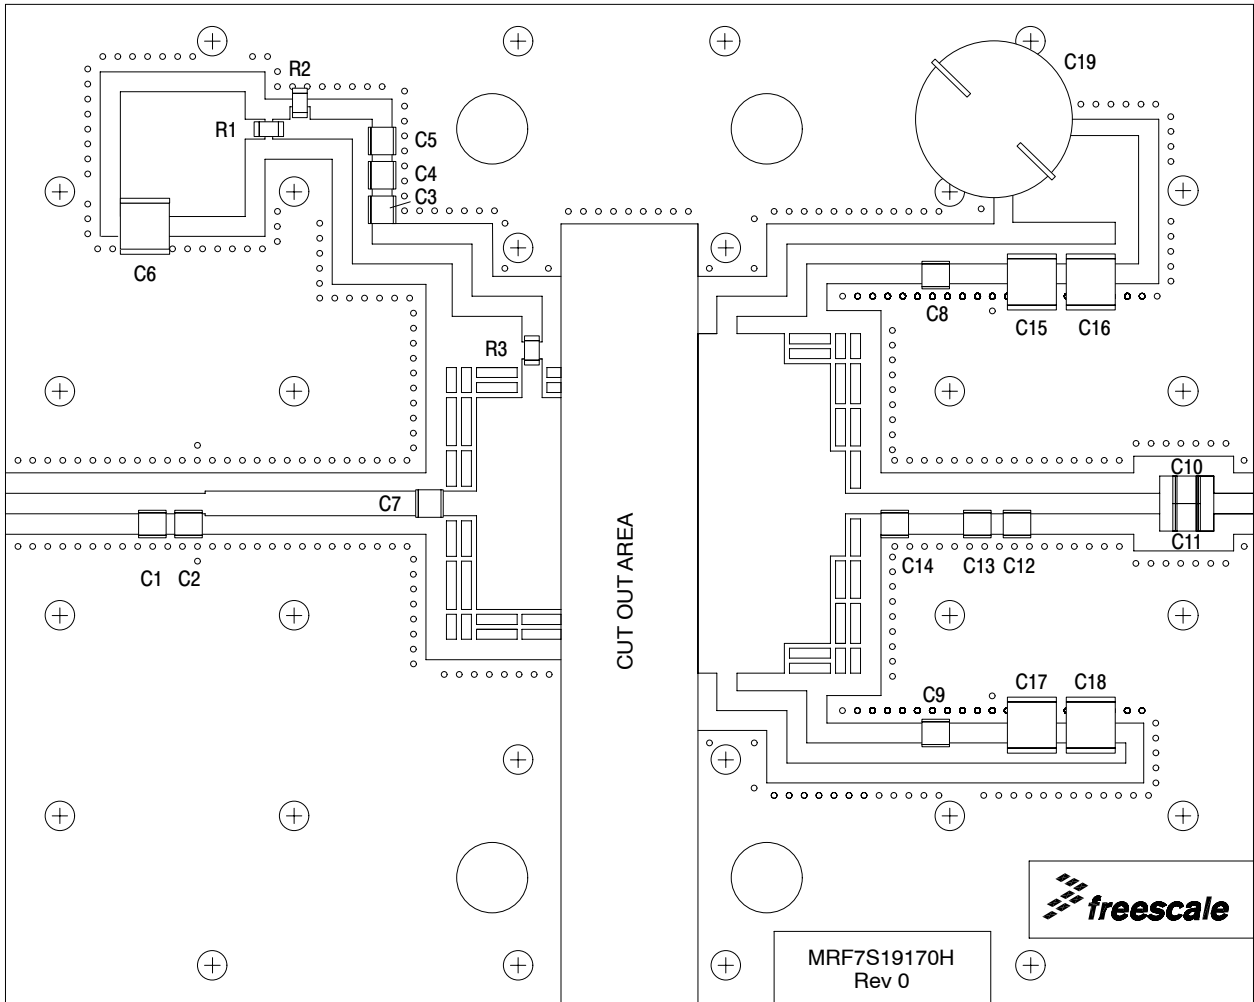 C19
R2
R1
C5
C4
C3
C6
C8
C15
C16
R3
C10
C7
C11
C1
C2
C14
C13
C12
CUT OUT AREA
C17
C18
C9
freescale
MRF7S19170H
Rev 0